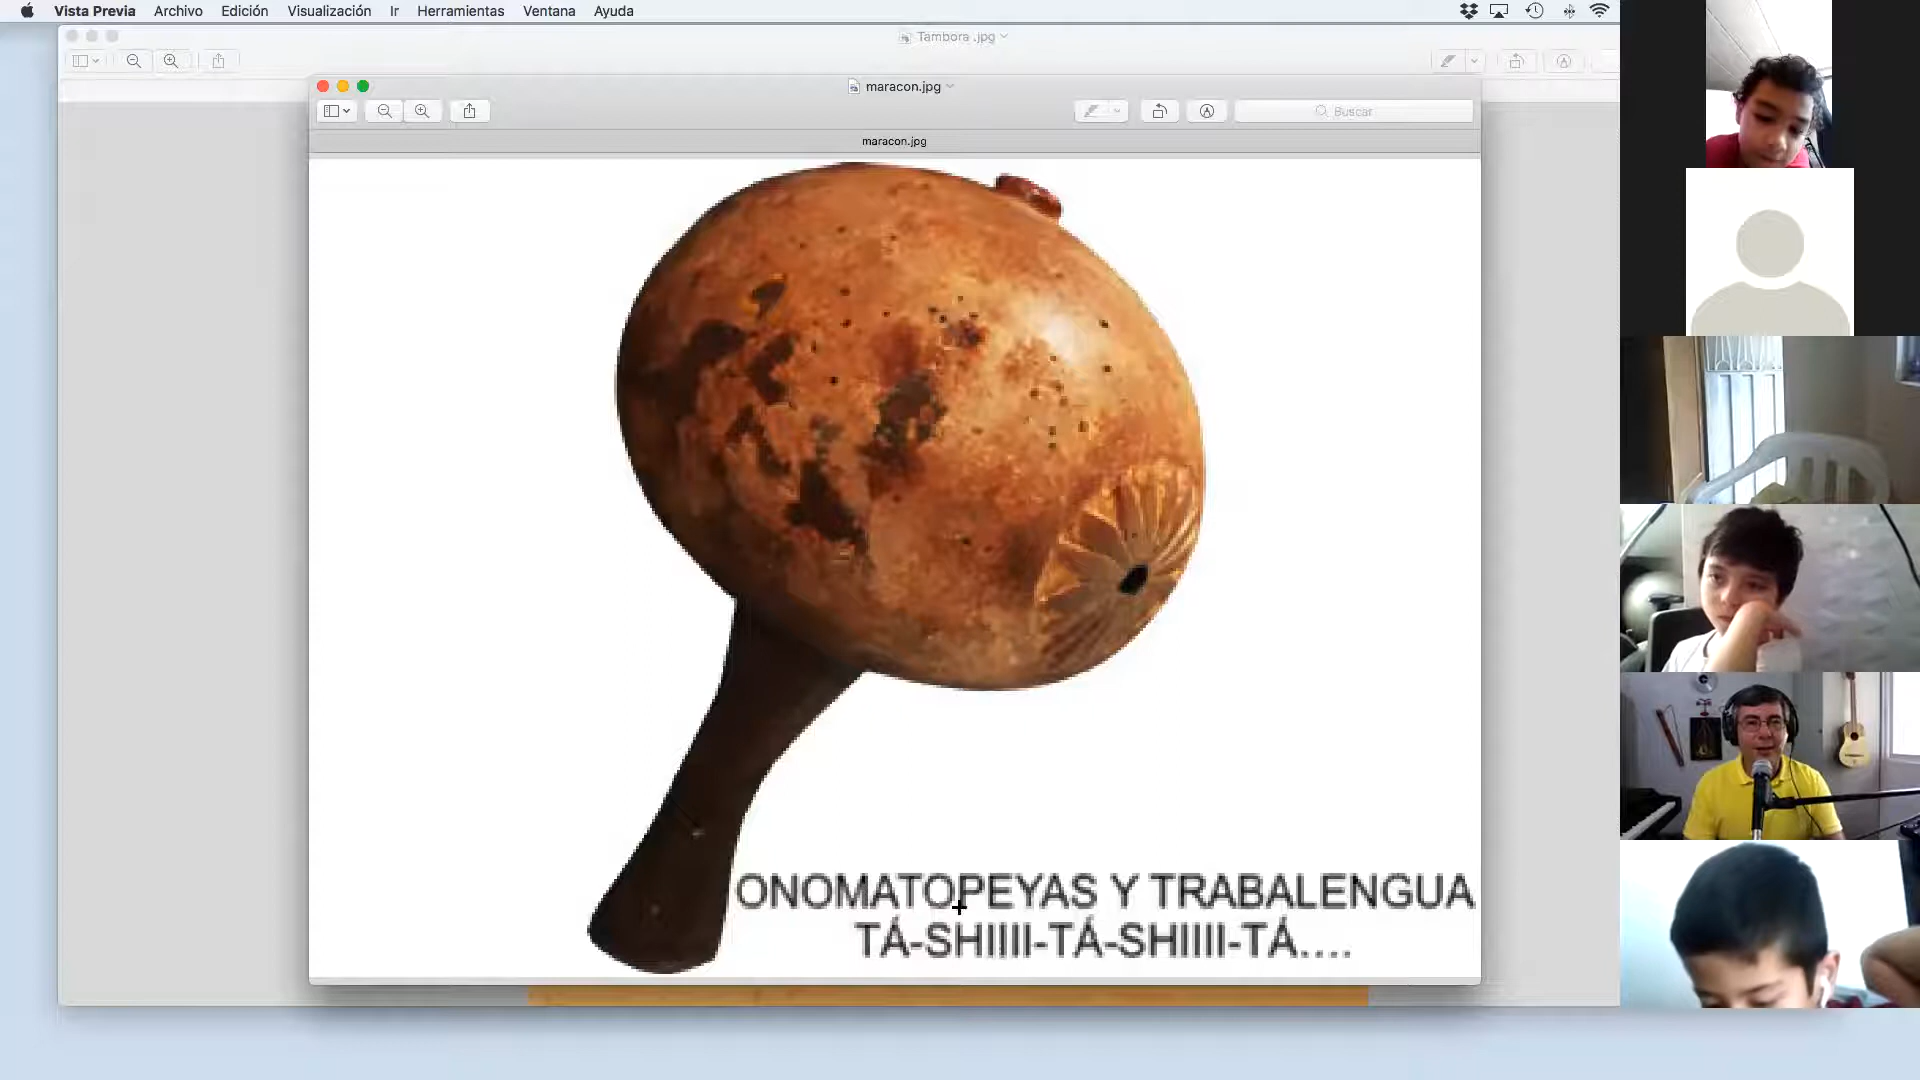 Vista Previa Archivo Edición Visualización Ir Herramientas Ventana Ayuda
Tambora .jpg
maracon.jpg
Buscar
maracon.jpg
ONOMATOPEYAS Y TRABALENGUA
TÁ-SHIIII-TÁ-SHIIII-TÁ....